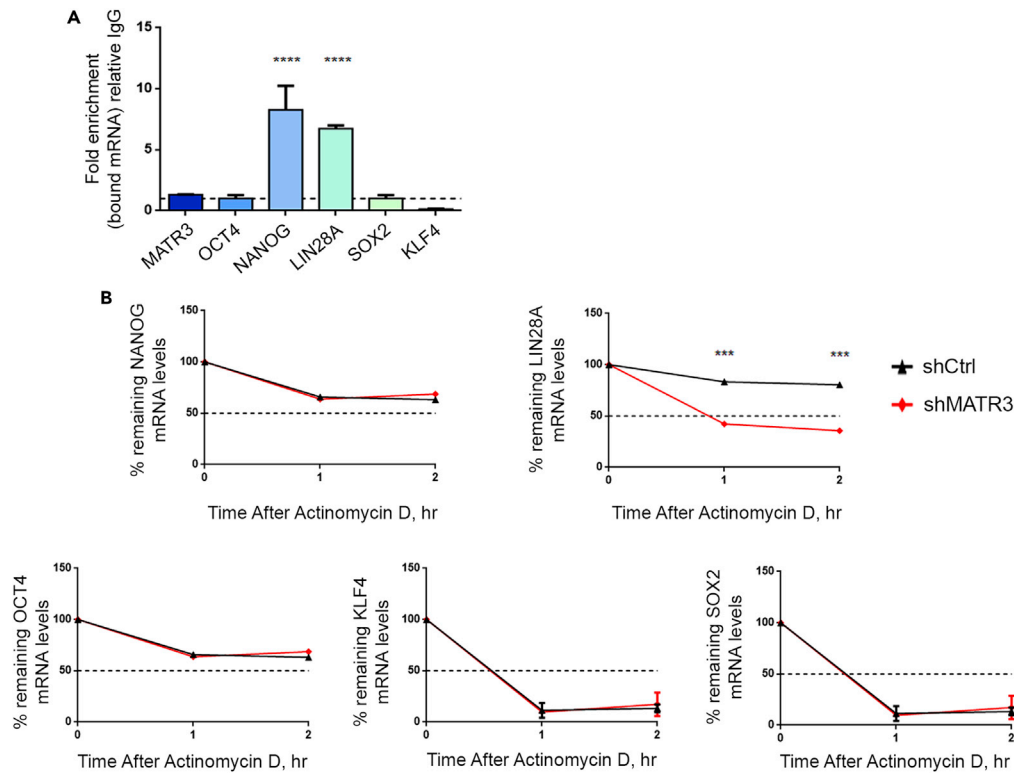 A
Fold enrichment
(bound mRNA) relative IgG
15
10
5
0
**** ****
MATR3 OCT4 NANOG LIN28A SOX2 KLF4
B
% remaining NANOG
mRNA levels
150
100
50
0
0 1 2
Time After Actinomycin D, hr
% remaining LIN28A
mRNA levels
150
100
50
0
*** ***
0 1 2
Time After Actinomycin D, hr
shCtrl
shMATR3
% remaining OCT4
mRNA levels
150
100
50
0
0 1 2
Time After Actinomycin D, hr
% remaining KLF4
mRNA levels
150
100
50
0
0 1 2
Time After Actinomycin D, hr
% remaining SOX2
mRNA levels
150
100
50
0
0 1 2
Time After Actinomycin D, hr